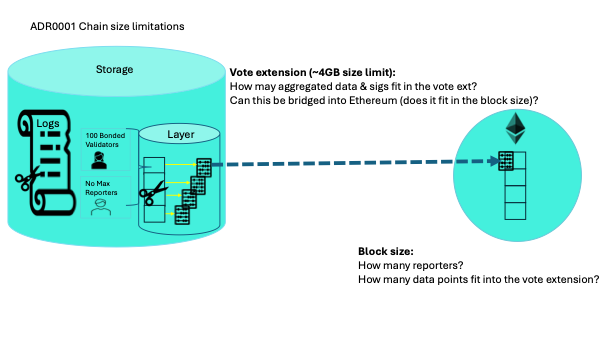 ADR0001 Chain size limitations
Storage
Vote extension (~4GB size limit):
How may aggregated data & sigs fit in the vote ext?
Can this be bridged into Ethereum (does it fit in the block size)?
Logs
100 Bonded
Validators
Layer
No Max
Reporters
Block size:
How many reporters?
How many data points fit into the vote extension?